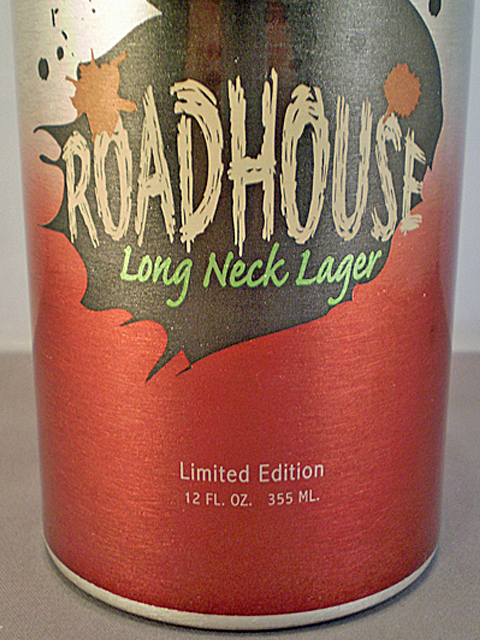 ROADHOUSE
Long Neck Lager
Limited Edition
12 FL. OZ. 355 ML.